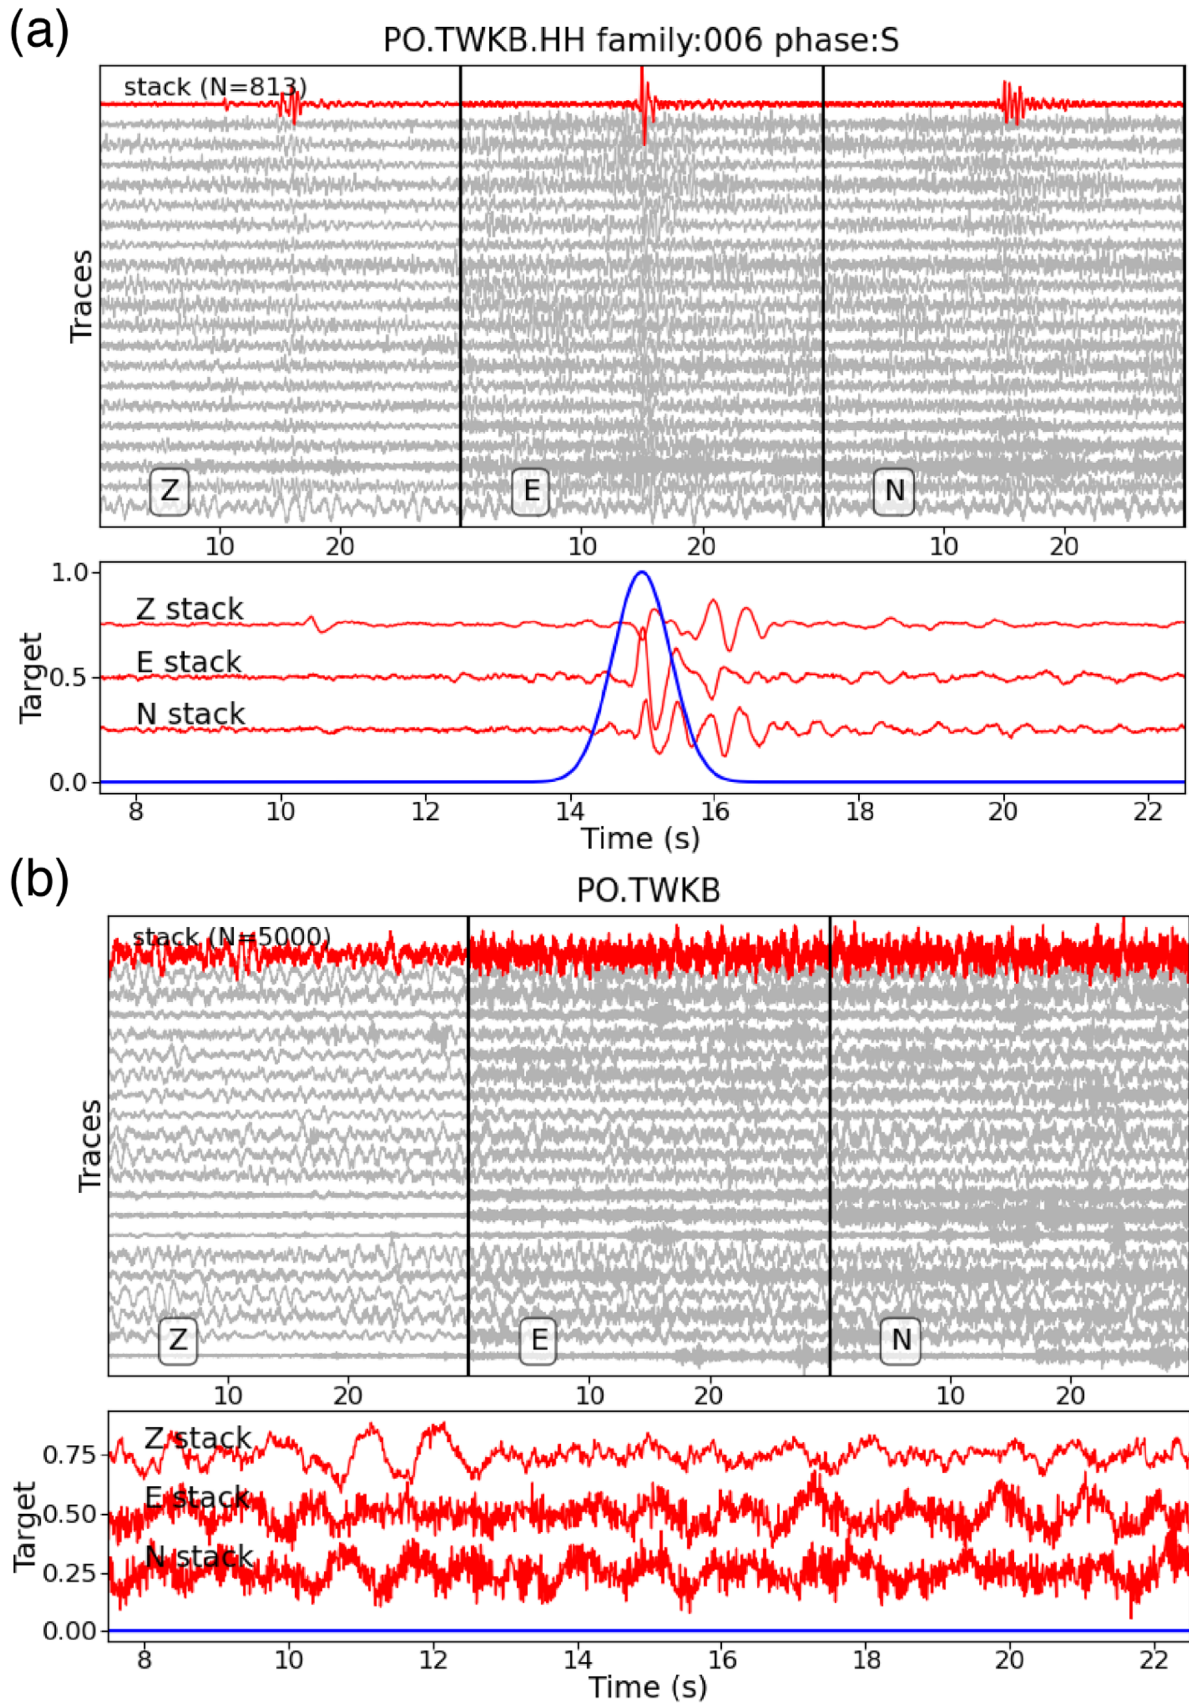 (a)
PO.TWKB.HH family:006 phase:S
stack (N=813)
Traces
Z
E
N
10 20 10 20 10 20
1.0
0.5
0.0
Target
Z stack
E stack
N stack
8 10 12 14 16 18 20 22
Time (s)
(b)
PO.TWKB
stack (N=5000)
Traces
Z
E
N
10 20 10 20 10 20
0.75
0.50
0.25
0.00
Target
Z stack
E stack
N stack
8 10 12 14 16 18 20 22
Time (s)